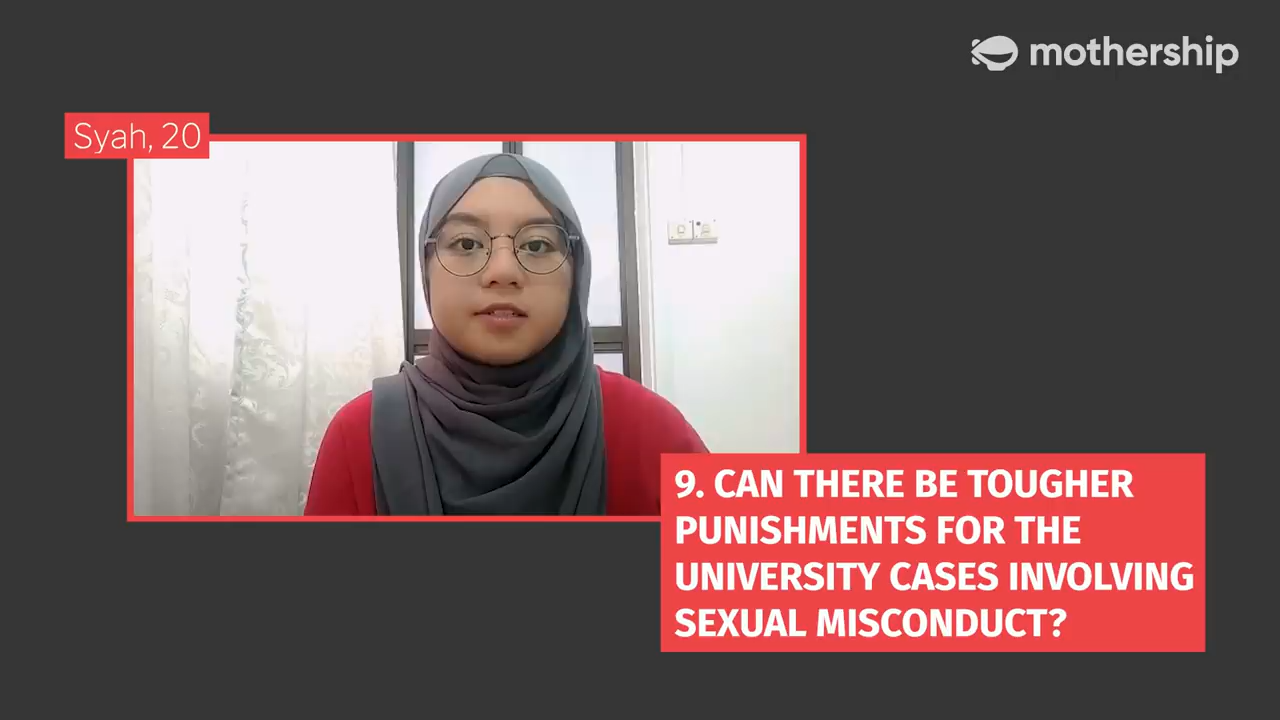 mothership
Syah, 20
9. CAN THERE BE TOUGHER
PUNISHMENTS FOR THE
UNIVERSITY CASES INVOLVING
SEXUAL MISCONDUCT?